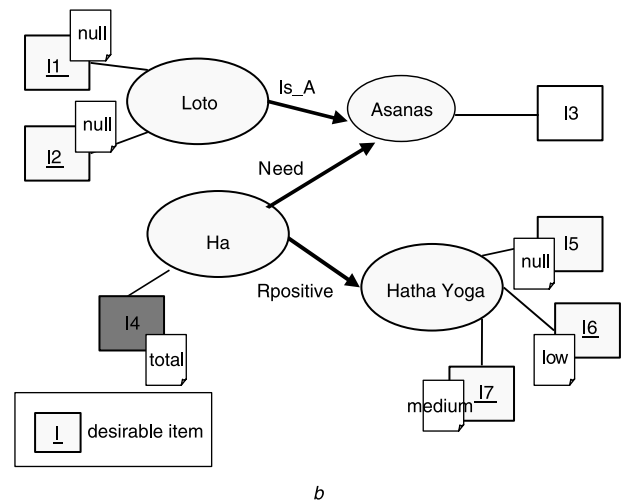 null
I1
Loto
Is_A
Asanas
I3
null
I2
Need
Ha
Rpositive
Hatha Yoga
I5
null
I4
total
I6
low
medium
I7
I desirable item
b